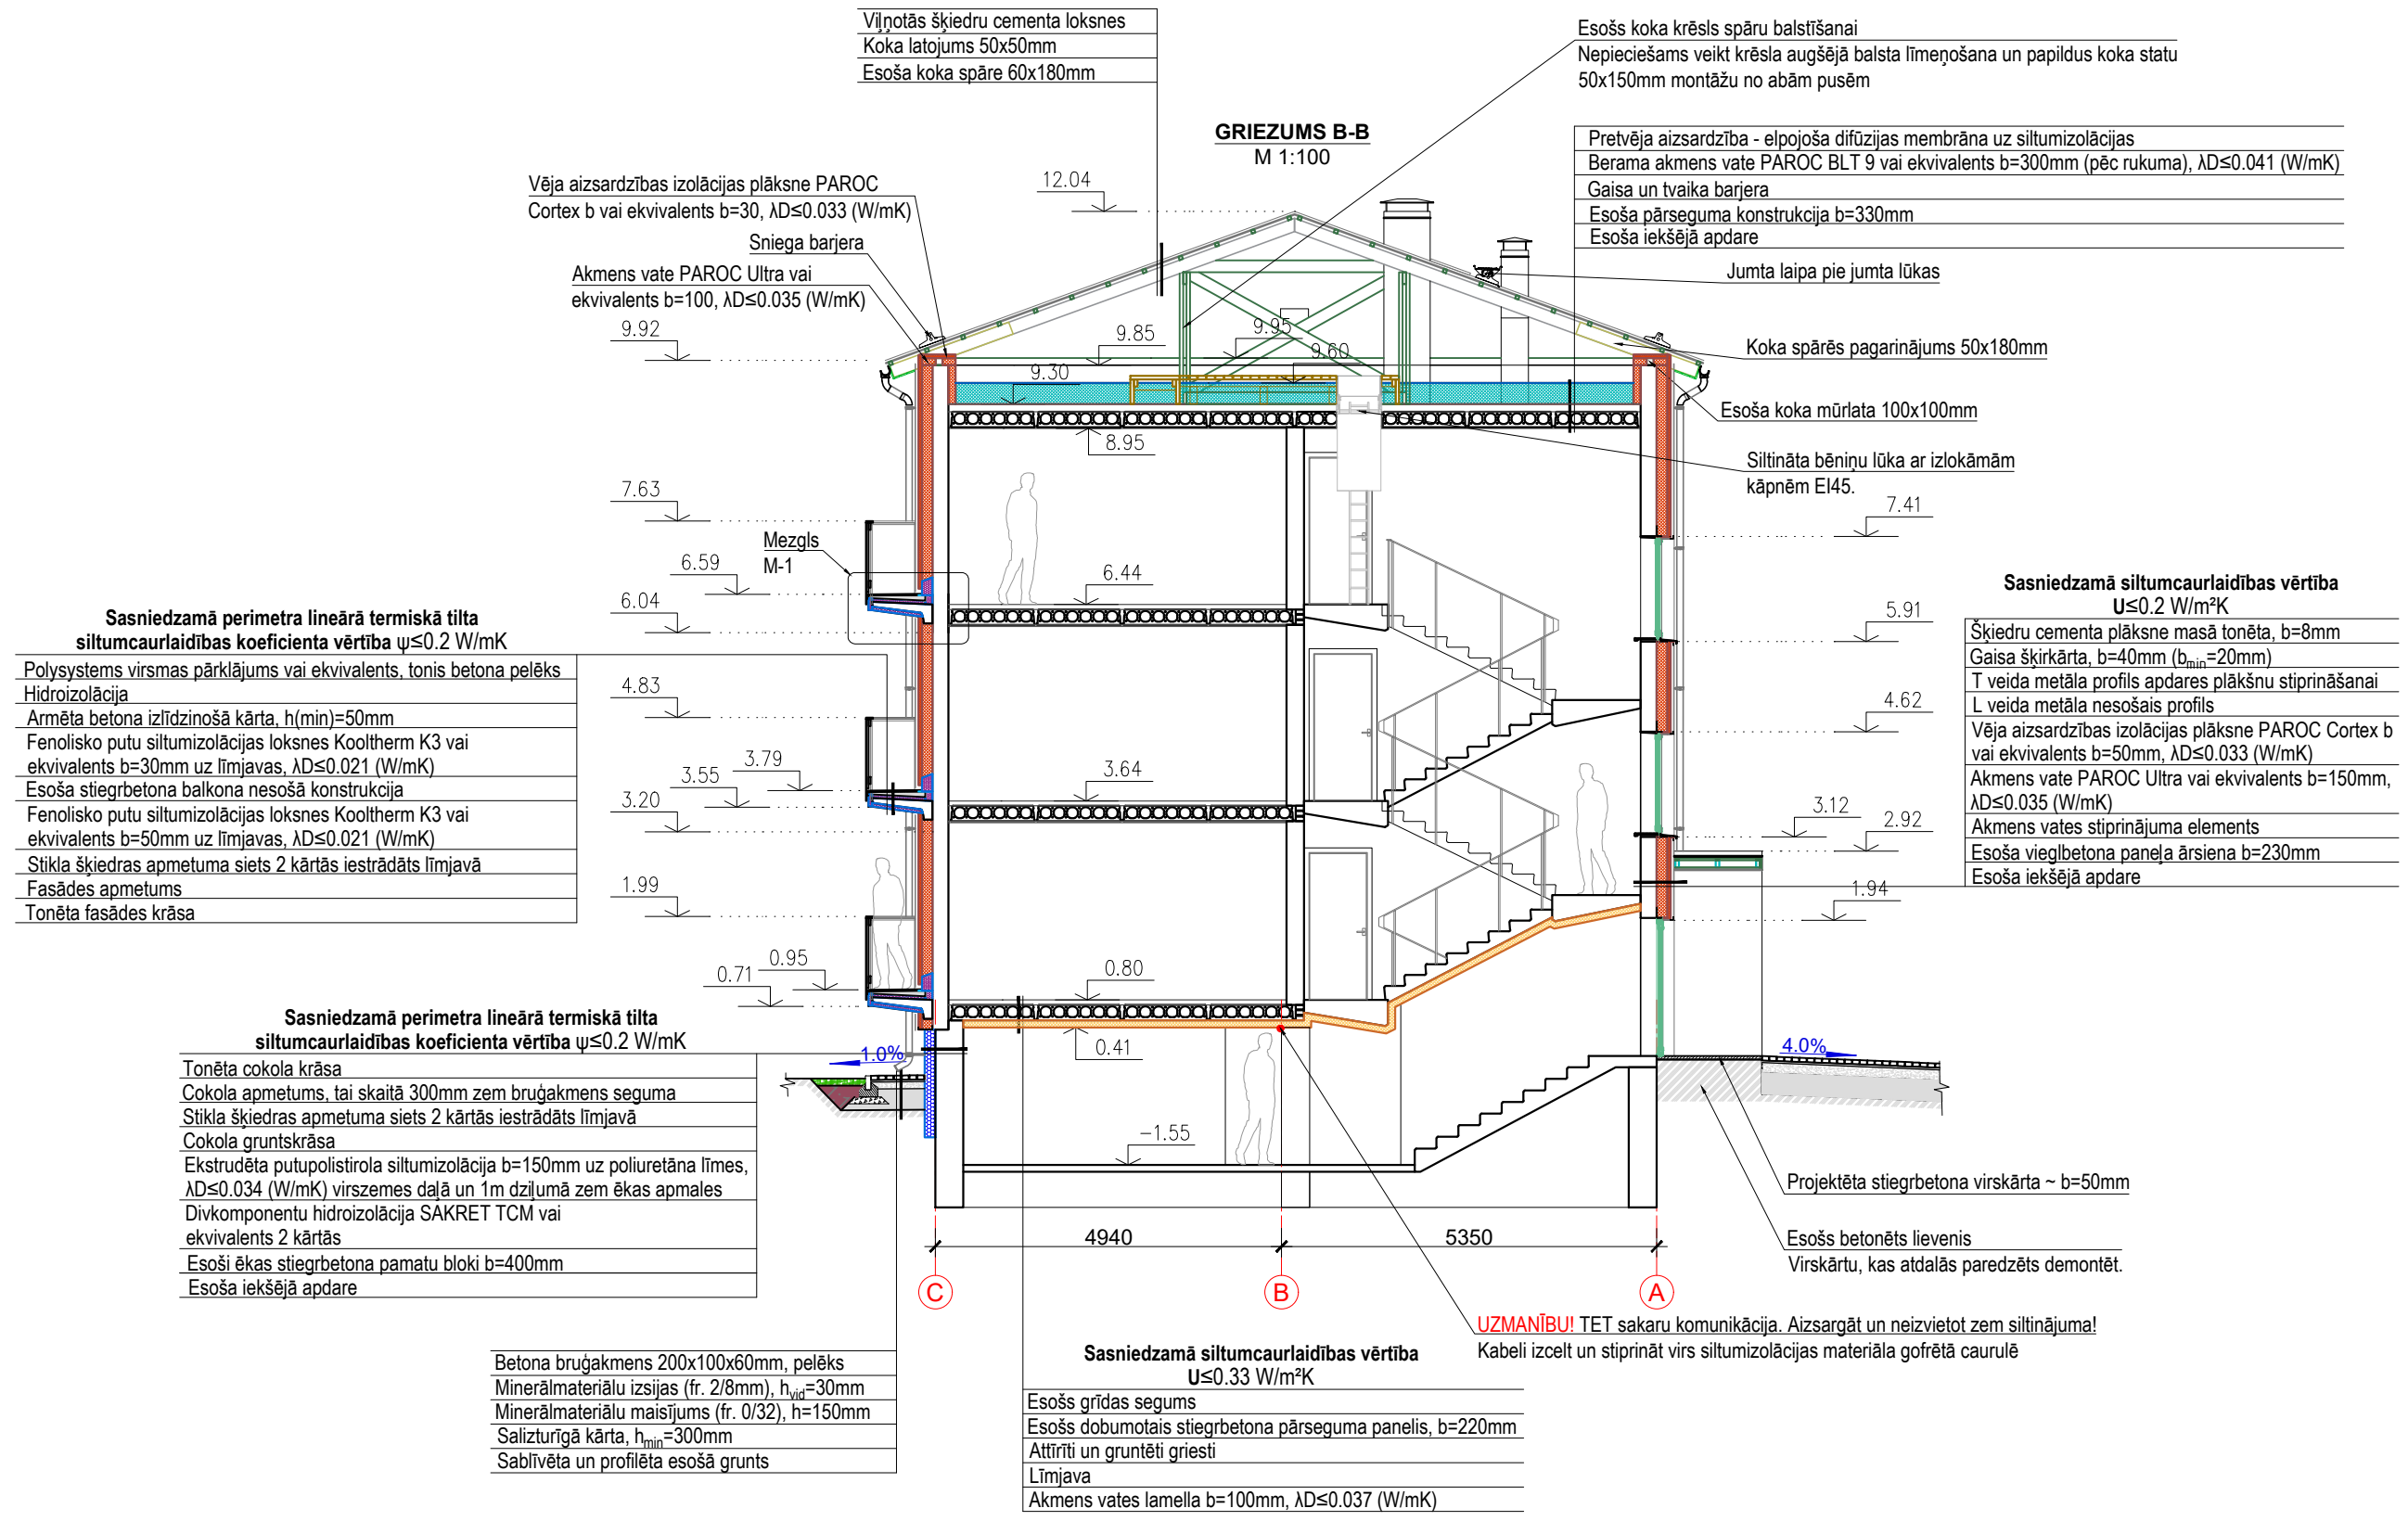 Viļņotās šķiedru cementa loksnes
Koka latojums 50x50mm
Esoša koka spāre 60x180mm
Esošs koka krēsls spāru balstīšanai
Nepieciešams veikt krēsla augšējā balsta līmeņošana un papildus koka statu
50x150mm montāžu no abām pusēm
GRIEZUMS B-B
M 1:100
Pretvēja aizsardzība - elpojoša difūzijas membrāna uz siltumizolācijas
Berama akmens vate PAROC BLT 9 vai ekvivalents b=300mm (pēc rukuma), λD≤0.041 (W/mK)
Gaisa un tvaika barjera
Esoša pārseguma konstrukcija b=330mm
Esoša iekšējā apdare
Vēja aizsardzības izolācijas plāksne PAROC
Cortex b vai ekvivalents b=30, λD≤0.033 (W/mK)
Sniega barjera
Akmens vate PAROC Ultra vai
ekvivalents b=100, λD≤0.035 (W/mK)
12.04
Jumta laipa pie jumta lūkas
Koka spārēs pagarinājums 50x180mm
Esoša koka mūrlata 100x100mm
Siltināta bēniņu lūka ar izlokāmām
kāpnēm EI45.
9.92
9.85
9.95
9.60
9.30
8.95
7.63
7.41
Mezgls
M-1
6.59
6.44
6.04
5.91
4.83
4.62
3.79
3.55
3.64
3.20
3.12
2.92
1.99
1.94
0.95
0.71
0.80
0.41
-1.55
1.0%
4.0%
Sasniedzamā perimetra lineārā termiskā tilta
siltumcaurlaidības koeficienta vērtība ψ≤0.2 W/mK
Polysystems virsmas pārklājums vai ekvivalents, tonis betona pelēks
Hidroizolācija
Armēta betona izlīdzinošā kārta, h(min)=50mm
Fenolisko putu siltumizolācijas loksnes Kooltherm K3 vai
ekvivalents b=30mm uz līmjavas, λD≤0.021 (W/mK)
Esoša stiegrbetona balkona nesošā konstrukcija
Fenolisko putu siltumizolācijas loksnes Kooltherm K3 vai
ekvivalents b=50mm uz līmjavas, λD≤0.021 (W/mK)
Stikla šķiedras apmetuma siets 2 kārtās iestrādāts līmjavā
Fasādes apmetums
Tonēta fasādes krāsa
Sasniedzamā siltumcaurlaidības vērtība
U≤0.2 W/m²K
Šķiedru cementa plāksne masā tonēta, b=8mm
Gaisa šķirkārta, b=40mm (bmin=20mm)
T veida metāla profils apdares plākšnu stiprināšanai
L veida metāla nesošais profils
Vēja aizsardzības izolācijas plāksne PAROC Cortex b
vai ekvivalents b=50mm, λD≤0.033 (W/mK)
Akmens vate PAROC Ultra vai ekvivalents b=150mm,
λD≤0.035 (W/mK)
Akmens vates stiprinājuma elements
Esoša vieglbetona paneļa ārsiena b=230mm
Esoša iekšējā apdare
Sasniedzamā perimetra lineārā termiskā tilta
siltumcaurlaidības koeficienta vērtība ψ≤0.2 W/mK
Tonēta cokola krāsa
Cokola apmetums, tai skaitā 300mm zem bruģakmens seguma
Stikla šķiedras apmetuma siets 2 kārtās iestrādāts līmjavā
Cokola gruntskrāsa
Ekstrudēta putupolistirola siltumizolācija b=150mm uz poliuretāna līmes,
λD≤0.034 (W/mK) virszemes daļā un 1m dziļumā zem ēkas apmales
Divkomponentu hidroizolācija SAKRET TCM vai
ekvivalents 2 kārtās
Esoši ēkas stiegrbetona pamatu bloki b=400mm
Esoša iekšējā apdare
Projektēta stiegrbetona virskārta ~ b=50mm
Esošs betonēts lievenis
Virskārtu, kas atdalās paredzēts demontēt.
4940
5350
C
B
A
UZMANĪBU! TET sakaru komunikācija. Aizsargāt un neizvietot zem siltinājuma!
Kabeli izcelt un stiprināt virs siltumizolācijas materiāla gofrētā caurulē
Betona bruģakmens 200x100x60mm, pelēks
Minerālmateriālu izsijas (fr. 2/8mm), hvid=30mm
Minerālmateriālu maisījums (fr. 0/32), h=150mm
Salizturīgā kārta, hmin=300mm
Sablīvēta un profilēta esošā grunts
Sasniedzamā siltumcaurlaidības vērtība
U≤0.33 W/m²K
Esošs grīdas segums
Esošs dobumotais stiegrbetona pārseguma panelis, b=220mm
Attīrīti un gruntēti griesti
Līmjava
Akmens vates lamella b=100mm, λD≤0.037 (W/mK)